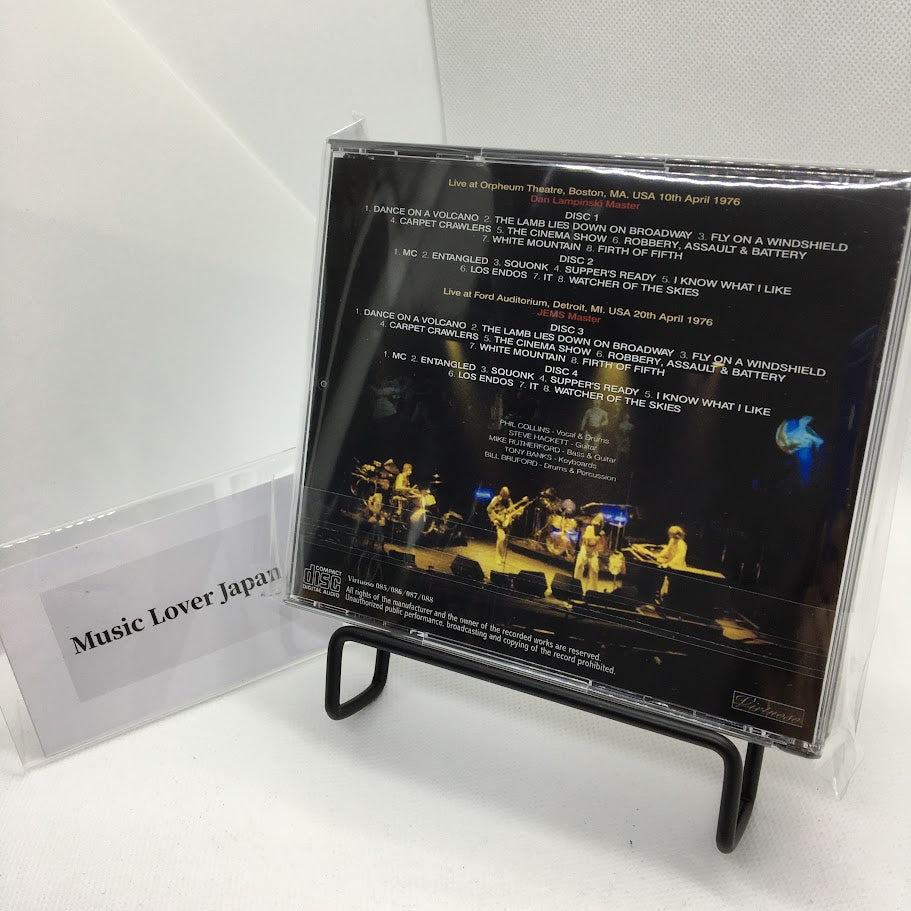 Live at Orpheum Theatre, Boston, MA. USA 10th April 1976
Dan Lampinski Master
DISC 1
1. DANCE ON A VOLCANO 2. THE LAMB LIES DOWN ON BROADWAY 3. FLY ON A WINDSHIELD
4. CARPET CRAWLERS 5. THE CINEMA SHOW 6. ROBBERY, ASSAULT & BATTERY
7. WHITE MOUNTAIN 8. FIRTH OF FIFTH
DISC 2
1. MC 2. ENTANGLED 3. SQUONK 4. SUPPER'S READY 5. I KNOW WHAT I LIKE
6. LOS ENDOS 7. IT 8. WATCHER OF THE SKIES
Live at Ford Auditorium, Detroit, MI. USA 20th April 1976
JEMS Master
DISC 3
1. DANCE ON A VOLCANO 2. THE LAMB LIES DOWN ON BROADWAY 3. FLY ON A WINDSHIELD
4. CARPET CRAWLERS 5. THE CINEMA SHOW 6. ROBBERY, ASSAULT & BATTERY
7. WHITE MOUNTAIN 8. FIRTH OF FIFTH
DISC 4
1. MC 2. ENTANGLED 3. SQUONK 4. SUPPER'S READY 5. I KNOW WHAT I LIKE
6. LOS ENDOS 7. IT 8. WATCHER OF THE SKIES
PHIL COLLINS - Vocal & Drums
STEVE HACKETT - Guitar
MIKE RUTHERFORD - Bass & Guitar
TONY BANKS - Keyboards
BILL BRUFORD - Drums & Percussion
COMPACT
disc
DIGITAL AUDIO
Virtuoso 085/086/087/088
All rights of the manufacturer and the owner of the recorded works are reserved.
Unauthorized public performance, broadcasting and copying of the record prohibited.
Virtuoso
Music Lover Japan